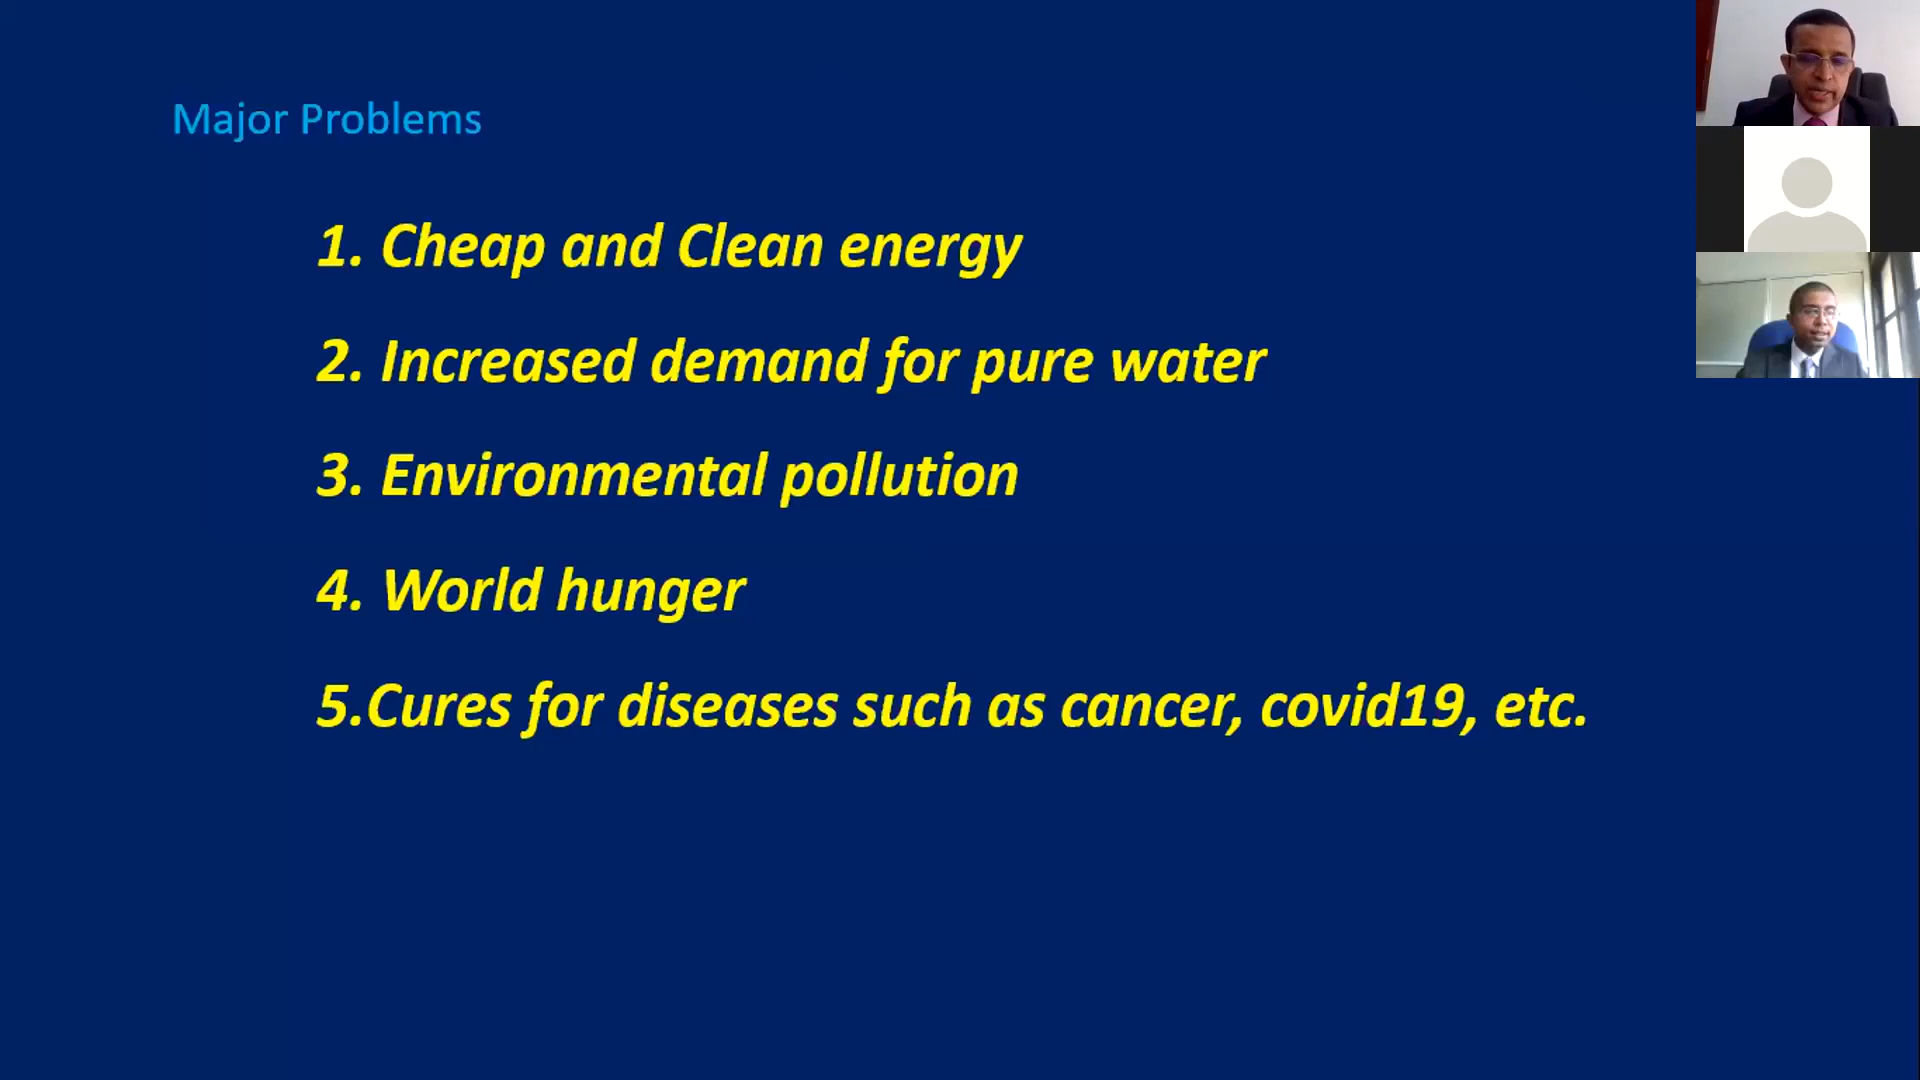 Major Problems
1. Cheap and Clean energy
2. Increased demand for pure water
3. Environmental pollution
4. World hunger
5.Cures for diseases such as cancer, covid19, etc.